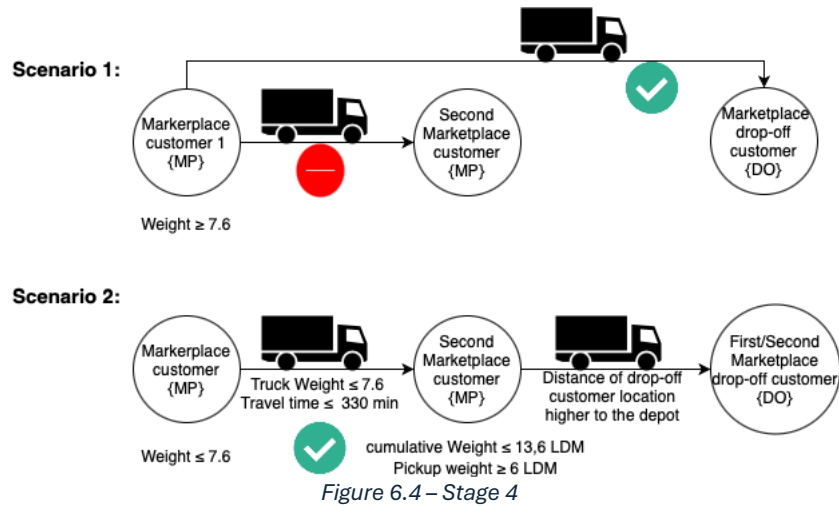 Scenario 1:
Markerplace
customer 1
{MP}
Second
Marketplace
customer
{MP}
Marketplace
drop-off
customer
{DO}
Weight ≥ 7.6
Scenario 2:
Markerplace
customer
{MP}
Truck Weight ≤ 7.6
Travel time ≤ 330 min
Second
Marketplace
customer
{MP}
Distance of drop-off
customer location
higher to the depot
First/Second
Marketplace
drop-off customer
{DO}
Weight ≤ 7.6
cumulative Weight ≤ 13,6 LDM
Pickup weight ≥ 6 LDM
Figure 6.4 – Stage 4